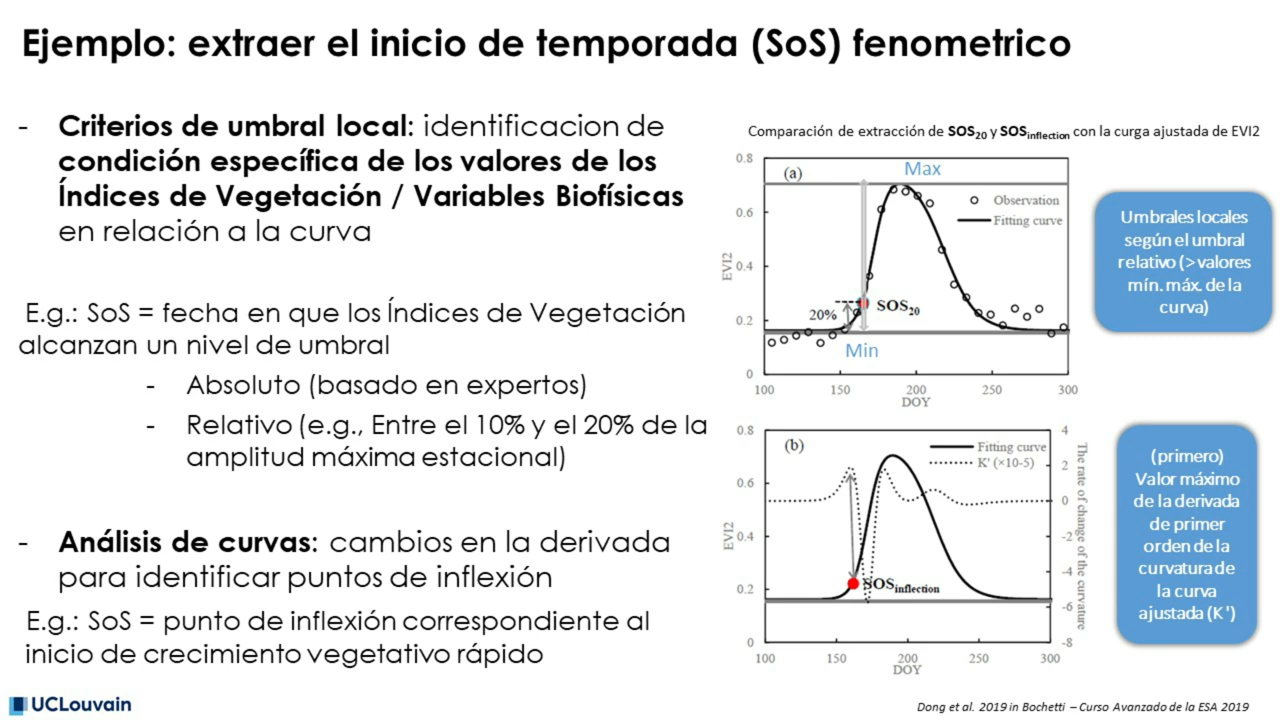 Ejemplo: extraer el inicio de temporada (SoS) fenometrico
- Criterios de umbral local: identificacion de
condición específica de los valores de los
Índices de Vegetación / Variables Biofísicas
en relación a la curva
E.g.: SoS = fecha en que los Índices de Vegetación
alcanzan un nivel de umbral
- Absoluto (basado en expertos)
- Relativo (e.g., Entre el 10% y el 20% de la
amplitud máxima estacional)
- Análisis de curvas: cambios en la derivada
para identificar puntos de inflexión
E.g.: SoS = punto de inflexión correspondiente al
inicio de crecimiento vegetativo rápido
Comparación de extracción de SOS20 y SOSinflection con la curga ajustada de EVI2
0.8
0.6
0.4
0.2
0
EVI2
(a)
Max
Observation
Fitting curve
20%
SOS20
Min
100 150 200 250 300
DOY
Umbrales locales
según el umbral
relativo (> valores
mín. máx. de la
curva)
0.8
0.6
0.4
0.2
0
EVI2
(b)
Fitting curve
K' (×10-5)
SOSinflection
4
2
0
-2
-4
-6
-8
The rate of change of the curvature
100 150 200 250 300
DOY
(primero)
Valor máximo
de la derivada
de primer
orden de la
curvatura de
la curva
ajustada (K')
UCLouvain
Dong et al. 2019 in Bochetti – Curso Avanzado de la ESA 2019